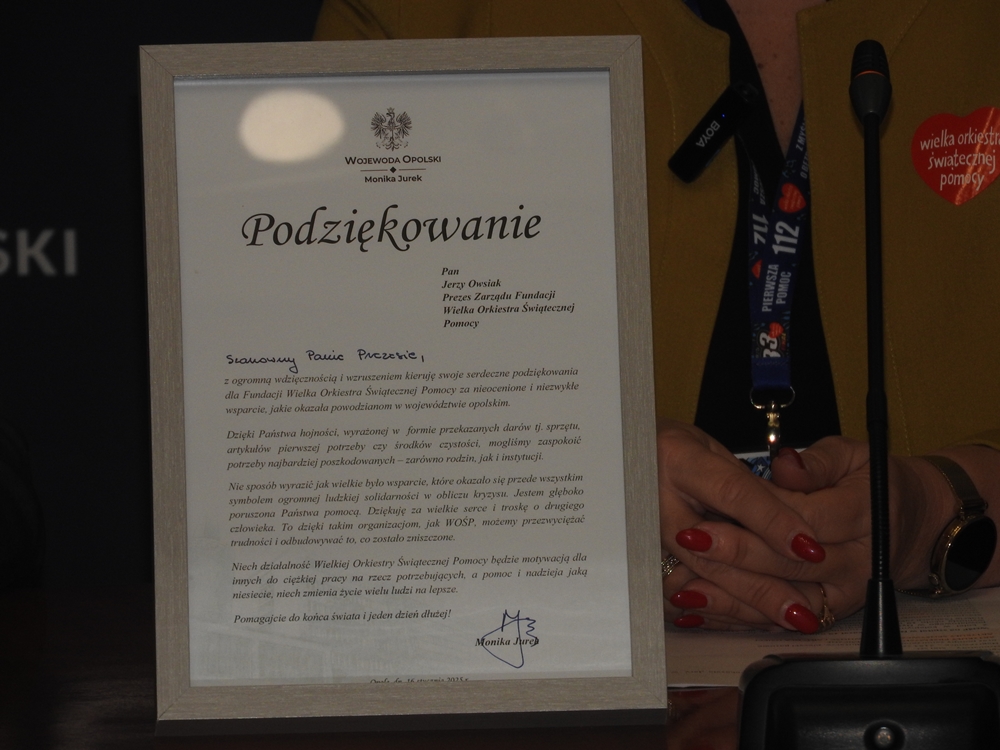 SKI
WOJEWODA OPOLSKI
Monika Jurek
Podziękowanie
Pan
Jerzy Owsiak
Prezes Zarządu Fundacji
Wielka Orkiestra Świątecznej
Pomocy
Szanowny Panie Prezesie,
z ogromną wdzięcznością i wzruszeniem kieruję swoje serdeczne podziękowania
dla Fundacji Wielka Orkiestra Świątecznej Pomocy za nieocenione i niezwykłe
wsparcie, jakie okazała powodzianom w województwie opolskim.
Dzięki Państwa hojności, wyrażonej w formie przekazanych darów tj. sprzętu,
artykułów pierwszej potrzeby czy środków czystości, mogliśmy zaspokoić
potrzeby najbardziej poszkodowanych – zarówno rodzin, jak i instytucji.
Nie sposób wyrazić jak wielkie było wsparcie, które okazało się przede wszystkim
symbolem ogromnej ludzkiej solidarności w obliczu kryzysu. Jestem głęboko
poruszona Państwa pomocą. Dziękuję za wielkie serce i troskę o drugiego
człowieka. To dzięki takim organizacjom, jak WOŚP, możemy przezwyciężać
trudności i odbudowywać to, co zostało zniszczone.
Niech działalność Wielkiej Orkiestry Świątecznej Pomocy będzie motywacją dla
innych do ciężkiej pracy na rzecz potrzebujących, a pomoc i nadzieja jaką
niesiecie, niech zmienia życie wielu ludzi na lepsze.
Pomagajcie do końca świata i jeden dzień dłużej!
Monika Jurek
Opole, dn. 16 stycznia 2025 r.
BOYA
112
PIERWSZA
POMOC
33
wielka orkiestr
świątecznej
pomocy